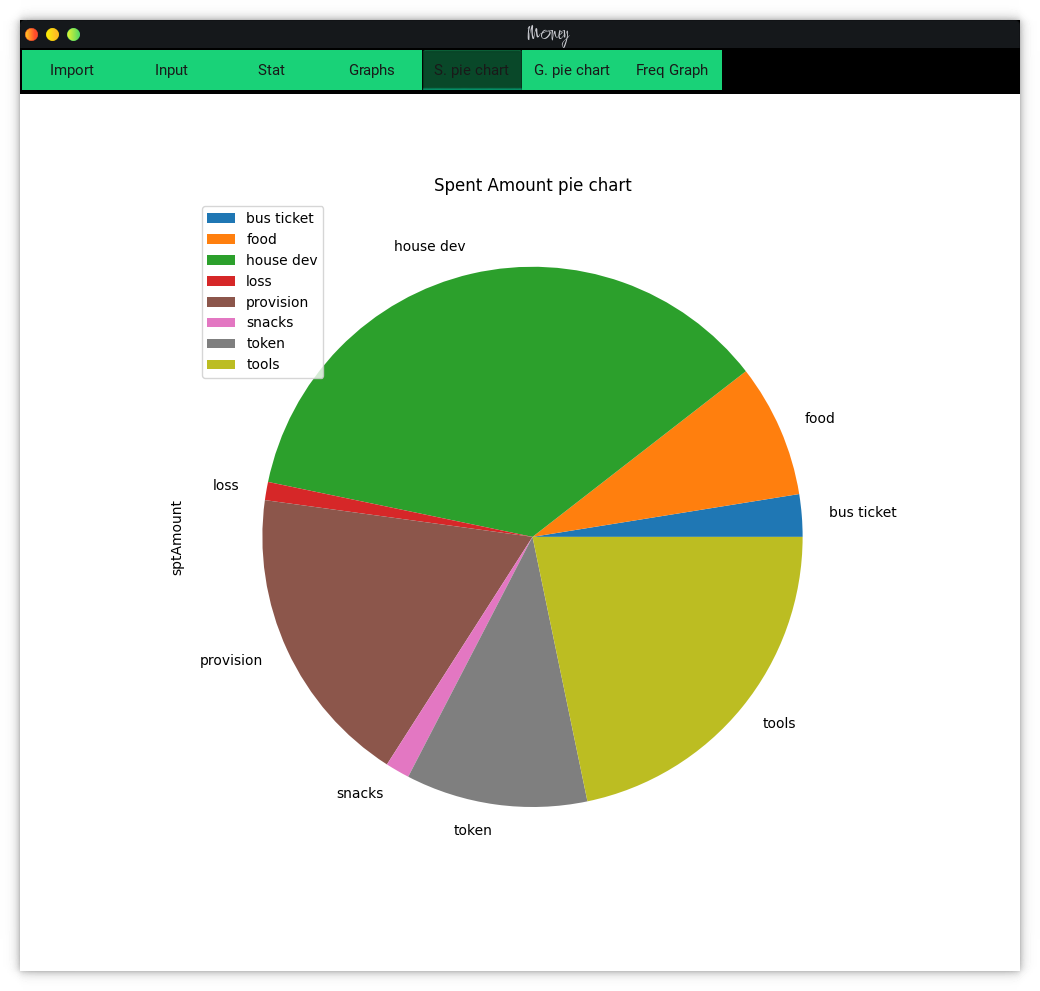 Money
Import Input Stat Graphs S. pie chart G. pie chart Freq Graph
Spent Amount pie chart
bus ticket
food
house dev
loss
provision
snacks
token
tools
house dev
food
loss
bus ticket
sptAmount
provision
tools
snacks
token